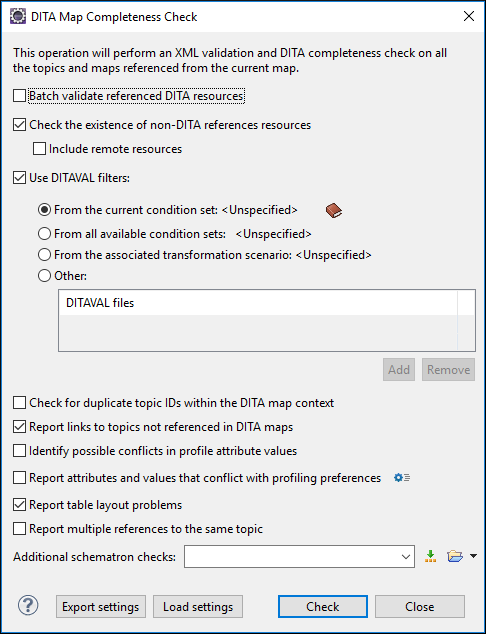 DITA Map Completeness Check
This operation will perform an XML validation and DITA completeness check on all
the topics and maps referenced from the current map.
Batch validate referenced DITA resources
Check the existence of non-DITA references resources
Include remote resources
Use DITAVAL filters:
From the current condition set: <Unspecified>
From all available condition sets: <Unspecified>
From the associated transformation scenario: <Unspecified>
Other:
DITAVAL files
Add Remove
Check for duplicate topic IDs within the DITA map context
Report links to topics not referenced in DITA maps
Identify possible conflicts in profile attribute values
Report attributes and values that conflict with profiling preferences
Report table layout problems
Report multiple references to the same topic
Additional schematron checks:
? Export settings Load settings Check Close